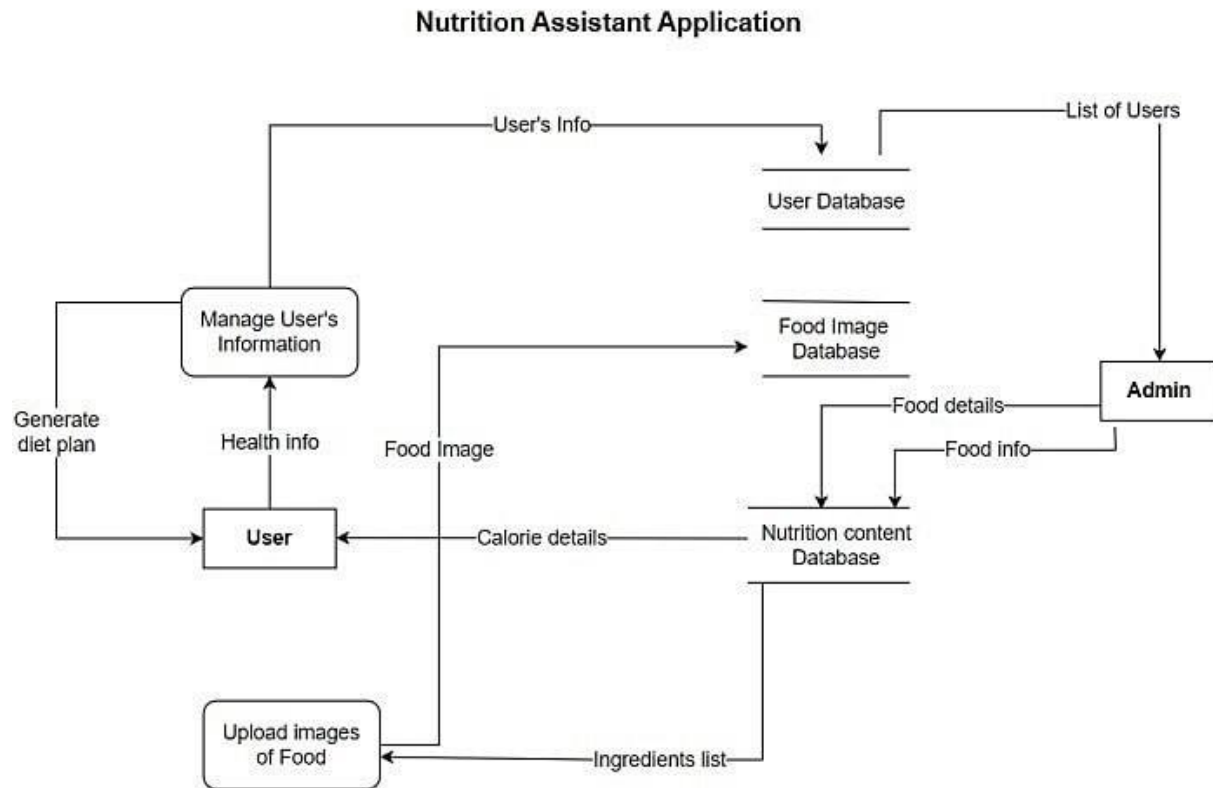 Nutrition Assistant Application
User's Info
List of Users
User Database
Manage User's
Information
Food Image
Database
Admin
Food details
Generate
diet plan
Health info
Food Image
Food info
User
Calorie details
Nutrition content
Database
Upload images
of Food
Ingredients list